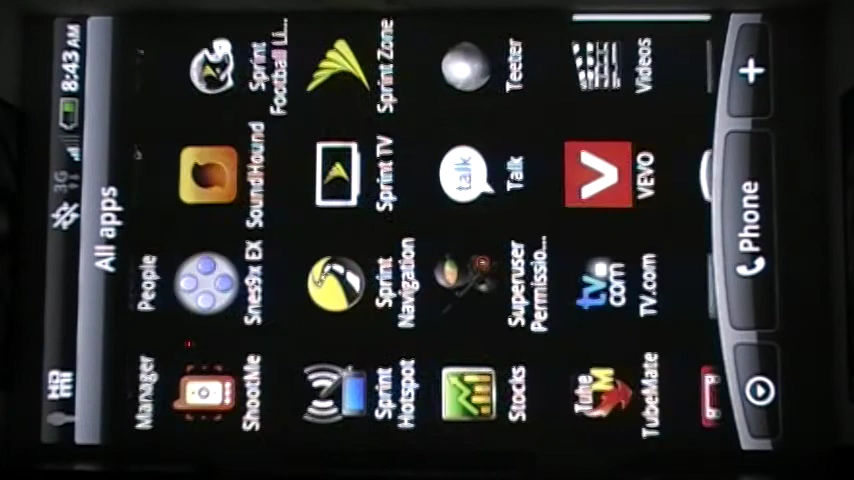 HD
MI
3G
8:43 AM
All apps
Manager
People
ShootMe
Snes9x EX
SoundHound
Sprint
Football Li...
Sprint
Hotspot
Sprint
Navigation
Sprint TV
Sprint Zone
Stocks
Superuser
Permissio...
talk
Talk
Teeter
Tube
M
TubeMate
tv.
com
TV.com
V
VEVO
Videos
Phone
+